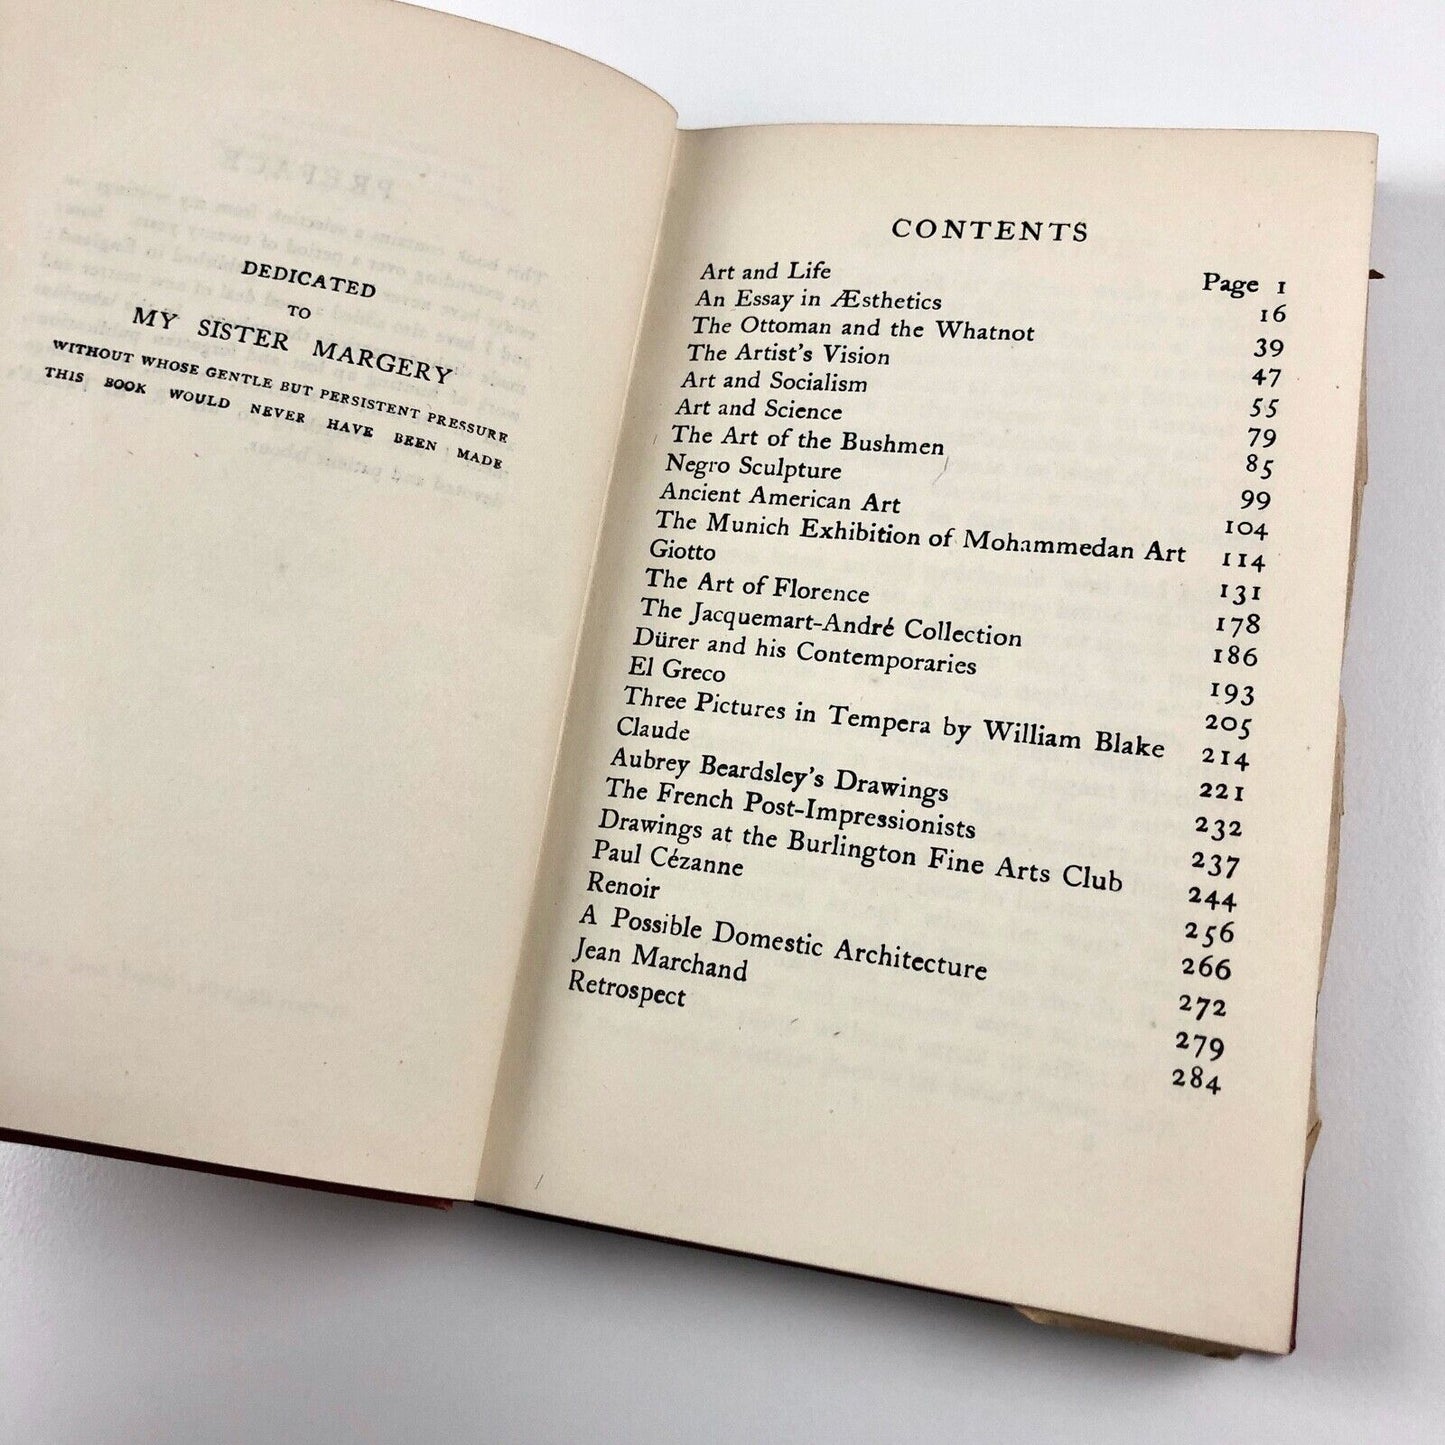 DEDICATED
TO
MY SISTER MARGERY
WITHOUT WHOSE GENTLE BUT PERSISTENT PRESSURE
THIS BOOK WOULD NEVER HAVE BEEN MADE
CONTENTS
Art and Life Page 1
An Essay in Æsthetics 16
The Ottoman and the Whatnot 39
The Artist's Vision 47
Art and Socialism 55
Art and Science 79
The Art of the Bushmen 85
Negro Sculpture 99
Ancient American Art 104
The Munich Exhibition of Mohammedan Art 114
Giotto 131
The Art of Florence 178
The Jacquemart-André Collection 186
Dürer and his Contemporaries 193
El Greco 205
Three Pictures in Tempera by William Blake 214
Claude 221
Aubrey Beardsley's Drawings 232
The French Post-Impressionists 237
Drawings at the Burlington Fine Arts Club 244
Paul Cézanne 256
Renoir 266
A Possible Domestic Architecture 272
Jean Marchand 279
Retrospect 284